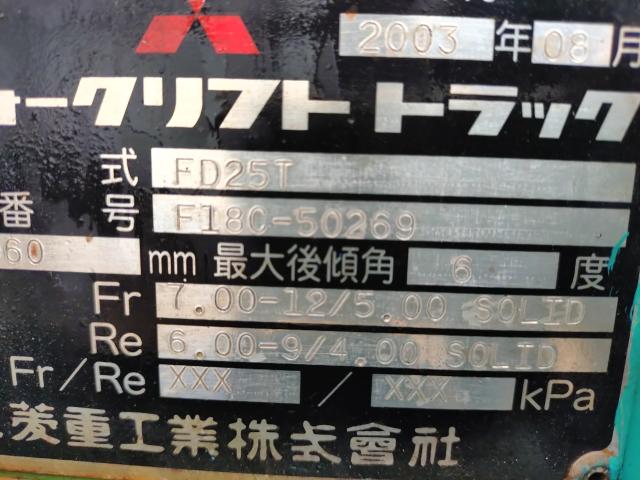 2003 年 08 月
ォークリフト トラック
式 FD25T
番 号 F18C-50269
60 mm 最大後傾角 6 度
Fr 7.00-12/5.00 SOLID
Re 6.00-9/4.00 SOLID
Fr/Re XXX / XXX kPa
菱重工業株式會社